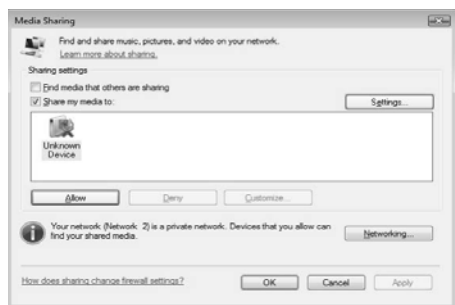 Media Sharing
Find and share music, pictures, and video on your network.
Learn more about sharing.
Sharing settings
Find media that others are sharing
Share my media to:
Settings...
Unknown
Device
Allow
Deny
Customize...
Your network (Network 2) is a private network. Devices that you allow can
find your shared media.
Networking...
How does sharing change firewall settings?
OK
Cancel
Apply